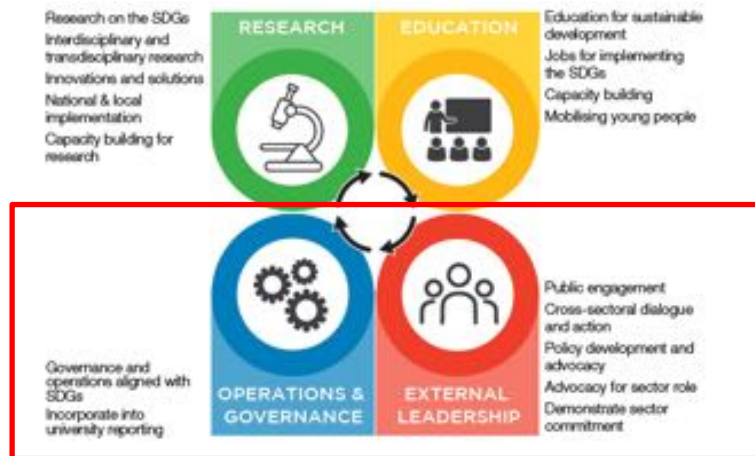 Research on the SDGs
Interdisciplinary and
transdisciplinary research
Innovations and solutions
National & local
implementation
Capacity building for
research
RESEARCH
EDUCATION
Education for sustainable
development
Jobs for implementing
the SDGs
Capacity building
Mobilising young people
Governance and
operations aligned with
SDGs
Incorporate into
university reporting
OPERATIONS &
GOVERNANCE
EXTERNAL
LEADERSHIP
Public engagement
Cross-sectoral dialogue
and action
Policy development and
advocacy
Advocacy for sector role
Demonstrate sector
commitment